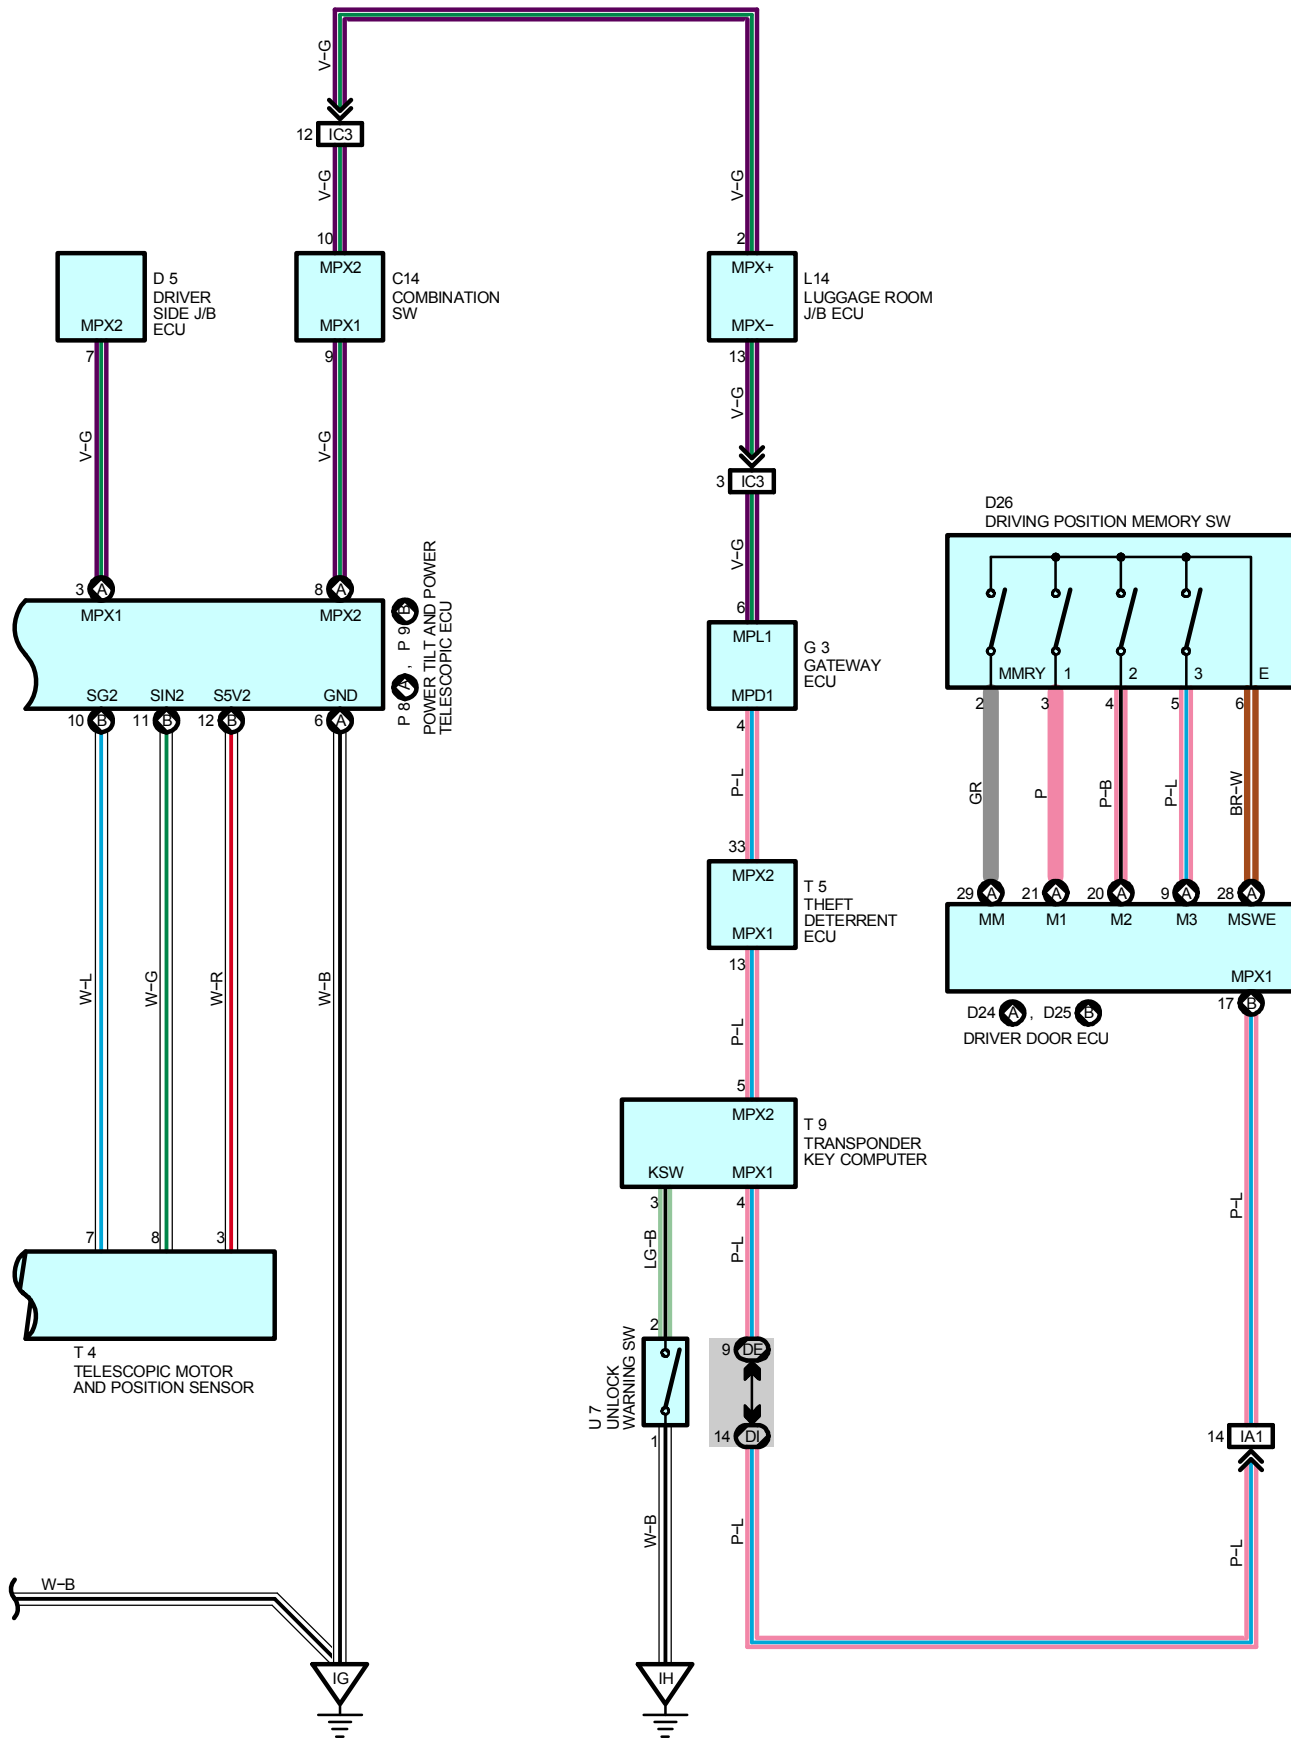 V-G
12 IC3
V-G
V-G
10
2
MPX2
MPX1
9
C14
COMBINATION
SW
D 5
DRIVER
SIDE J/B
ECU
MPX2
7
MPX+
MPX-
13
L14
LUGGAGE ROOM
J/B ECU
V-G
V-G
V-G
3 IC3
V-G
3 A
8 A
MPX1
MPX2
SG2
SIN2
S5V2
GND
10 B
11 B
12 B
6 A
P 8 A , P 9 B
POWER TILT AND POWER
TELESCOPIC ECU
6
MPL1
MPD1
4
G 3
GATEWAY
ECU
P-L
D26
DRIVING POSITION MEMORY SW
MMRY
1
2
3
E
2
3
4
5
6
GR
P
P-B
P-L
BR-W
33
MPX2
MPX1
13
T 5
THEFT
DETERRENT
ECU
29 A
21 A
20 A
9 A
28 A
MM
M1
M2
M3
MSWE
MPX1
17 B
D24 A , D25 B
DRIVER DOOR ECU
W-L
W-G
W-R
W-B
P-L
5
MPX2
KSW
MPX1
3
4
T 9
TRANSPONDER
KEY COMPUTER
P-L
7
8
3
T 4
TELESCOPIC MOTOR
AND POSITION SENSOR
LG-B
P-L
2
U 7
UNLOCK
WARNING SW
1
9 DE
14 DI
14 IA1
W-B
P-L
P-L
W-B
IG
IH